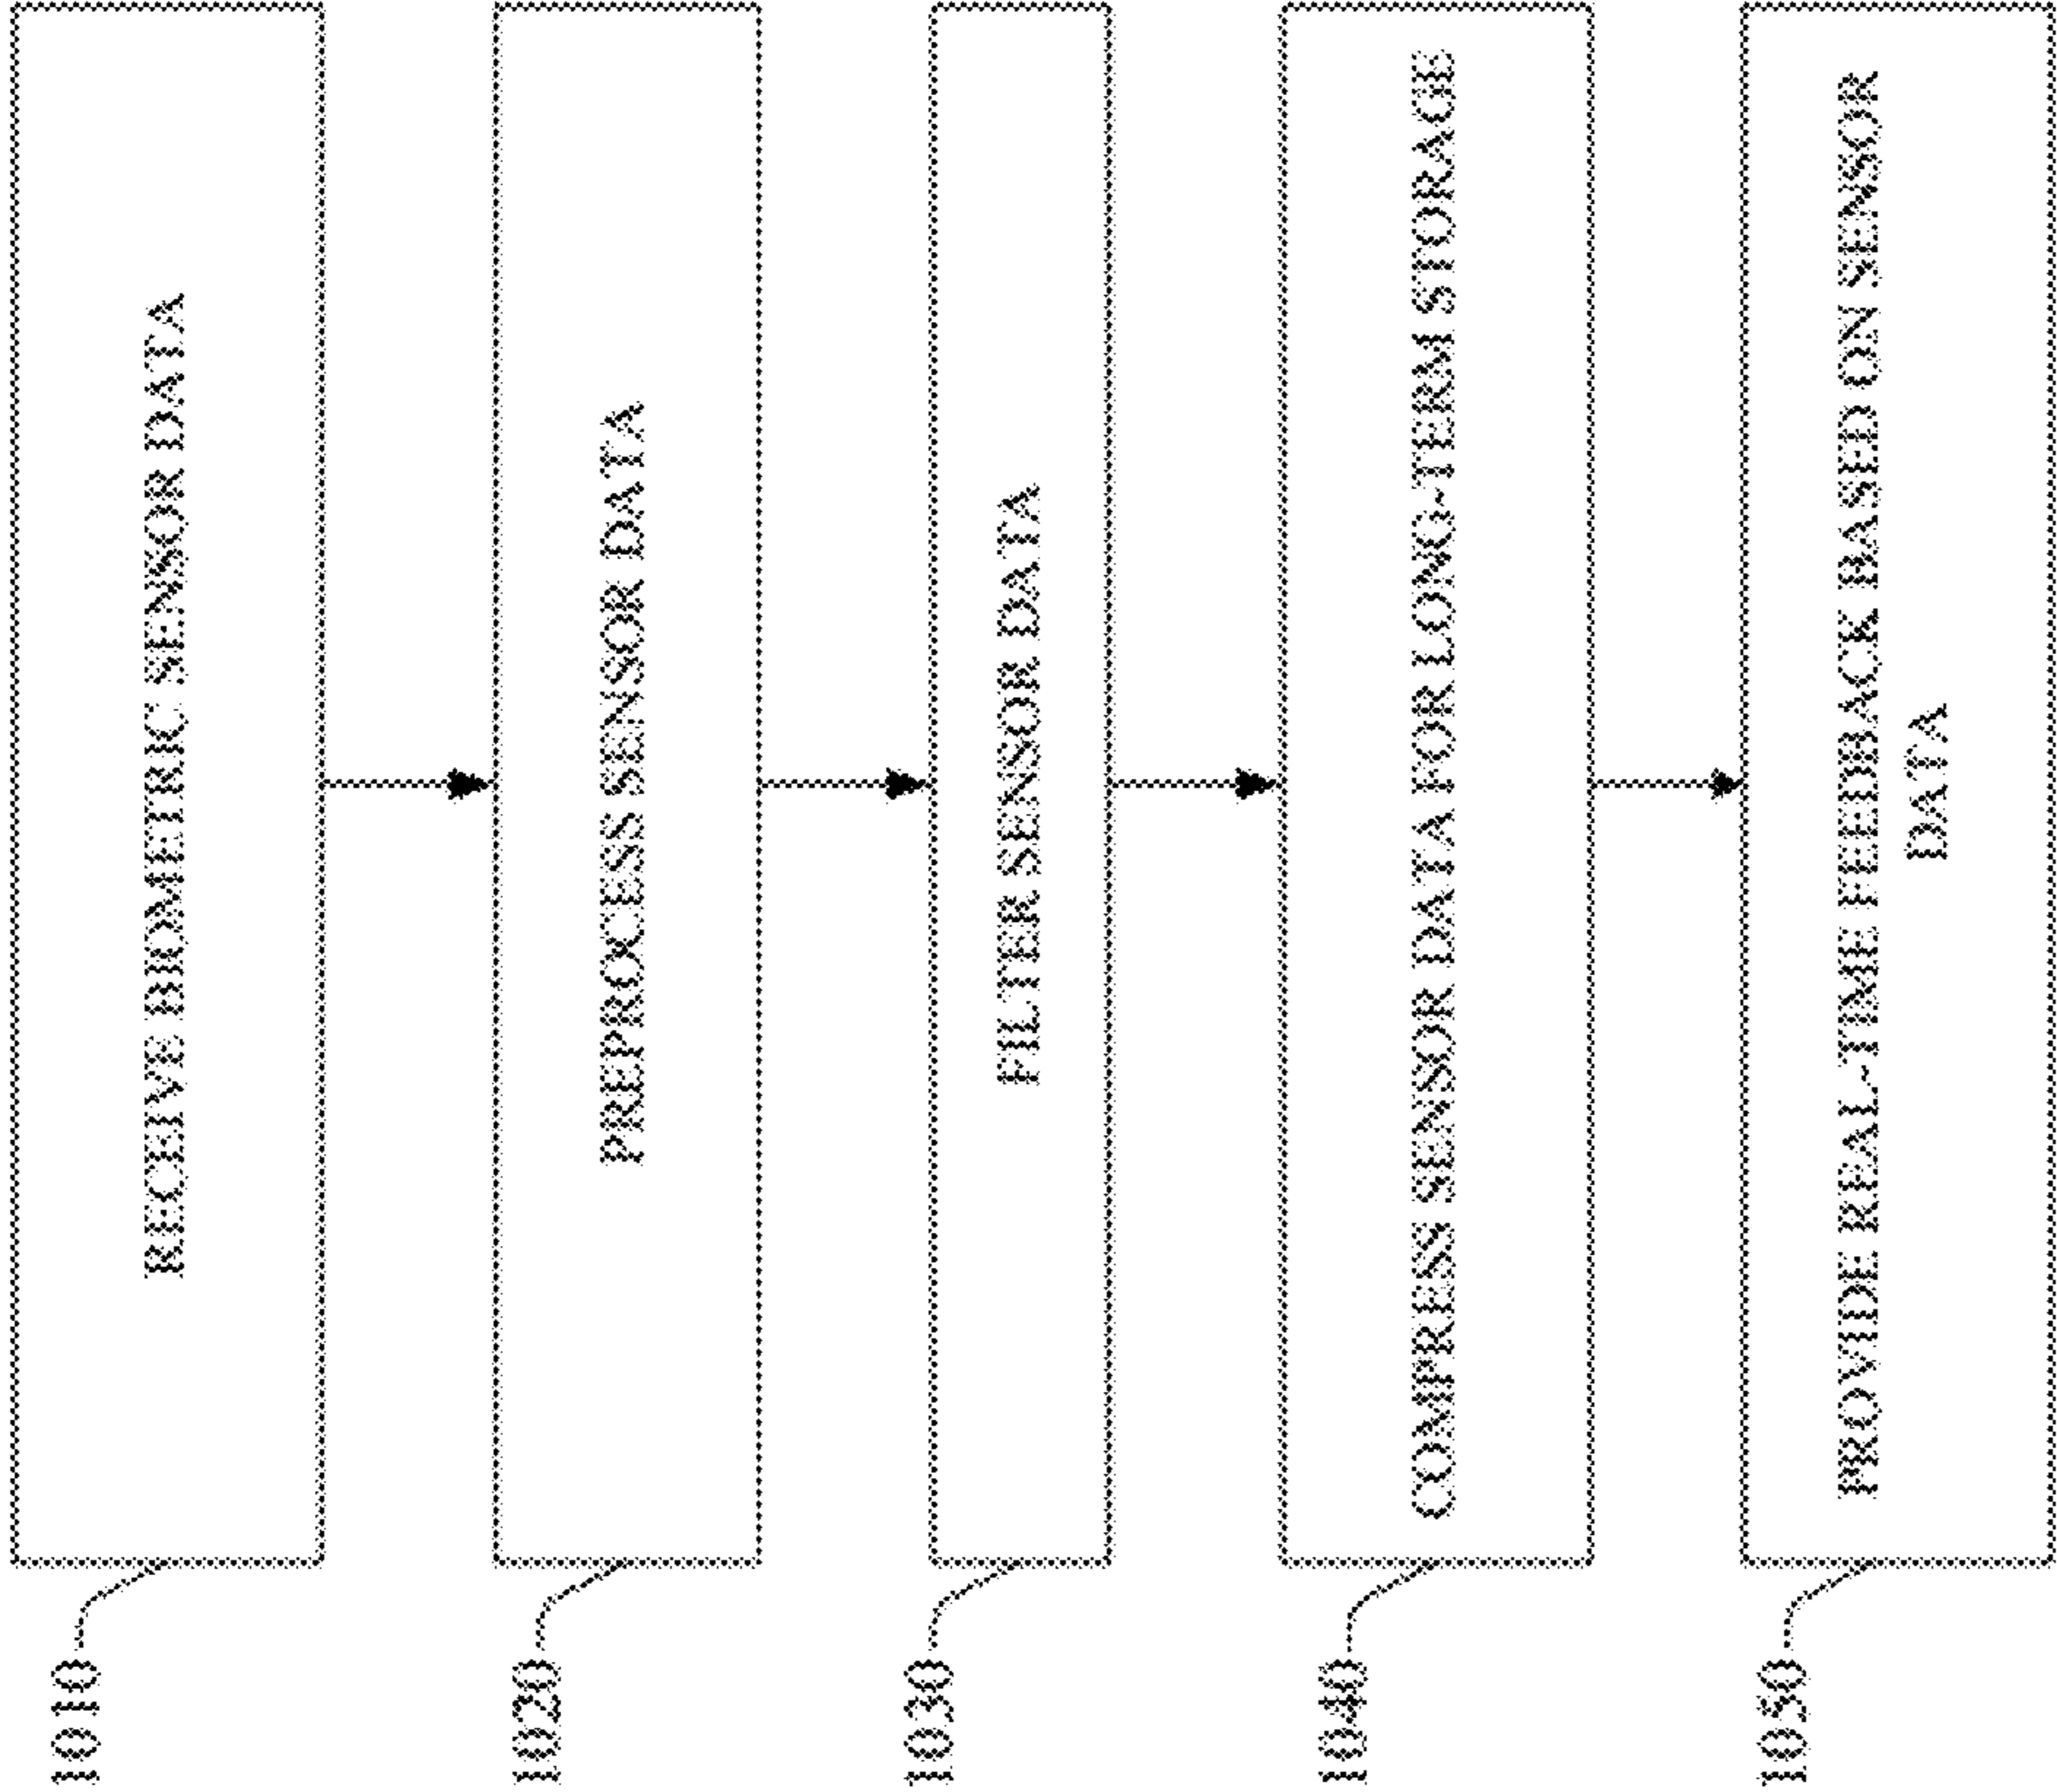 1010
RECEIVE BIOMETRIC SENSOR DATA
1020
PREPROCESS SENSOR DATA
1030
FILTER SENSOR DATA
1040
COMPRESS SENSOR DATA FOR LONG-TERM STORAGE
1050
PROVIDE REAL-TIME FEEDBACK BASED ON SENSOR
DATA